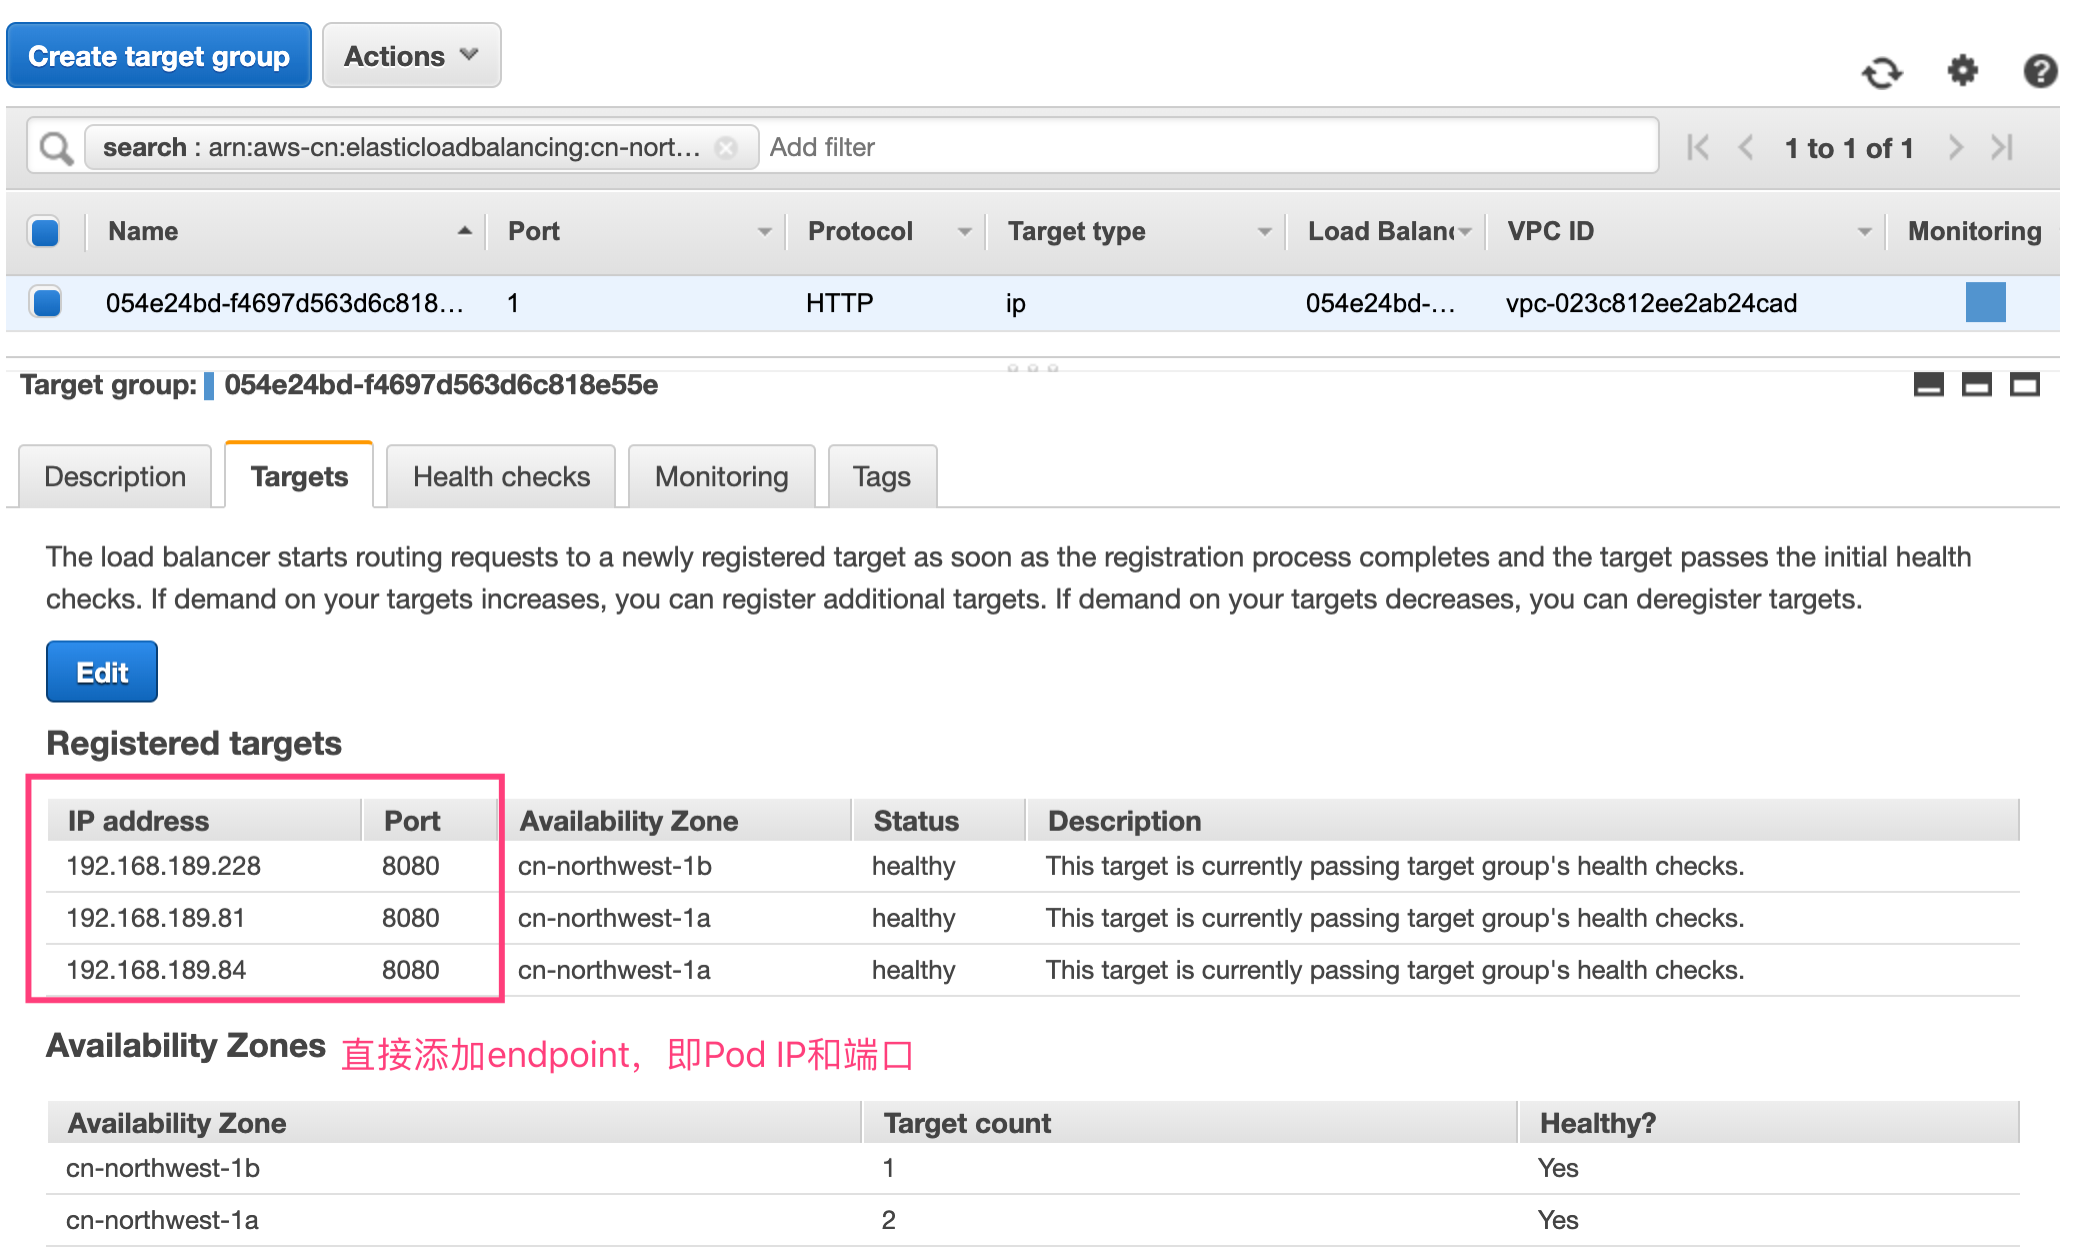 Create target group Actions
search : arn:aws-cn:elasticloadbalancing:cn-nort... Add filter 1 to 1 of 1
Name Port Protocol Target type Load Balan VPC ID Monitoring
054e24bd-f4697d563d6c818... 1 HTTP ip 054e24bd-... vpc-023c812ee2ab24cad
Target group: 054e24bd-f4697d563d6c818e55e
Description Targets Health checks Monitoring Tags
The load balancer starts routing requests to a newly registered target as soon as the registration process completes and the target passes the initial health
checks. If demand on your targets increases, you can register additional targets. If demand on your targets decreases, you can deregister targets.
Edit
Registered targets
IP address Port Availability Zone Status Description
192.168.189.228 8080 cn-northwest-1b healthy This target is currently passing target group's health checks.
192.168.189.81 8080 cn-northwest-1a healthy This target is currently passing target group's health checks.
192.168.189.84 8080 cn-northwest-1a healthy This target is currently passing target group's health checks.
Availability Zones 直接添加endpoint，即Pod IP和端口
Availability Zone Target count Healthy?
cn-northwest-1b 1 Yes
cn-northwest-1a 2 Yes